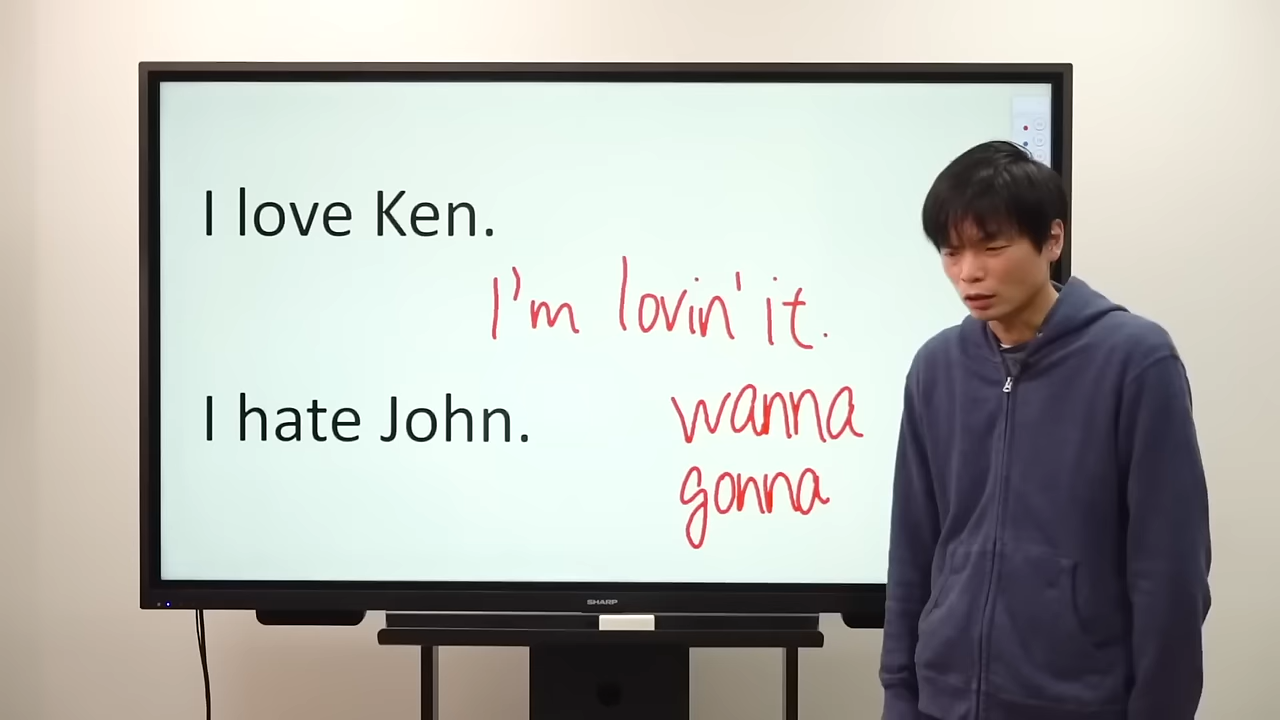 I love Ken.
I'm lovin' it.
I hate John.
wanna
gonna
SHARP